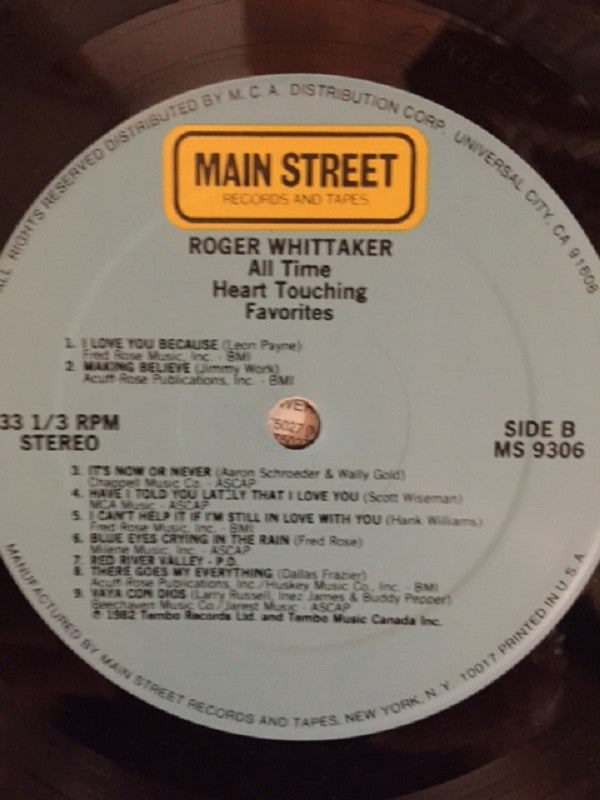 ALL RIGHTS RESERVED DISTRIBUTED BY M.C.A. DISTRIBUTION CORP. UNIVERSAL CITY, CA 91608
MAIN STREET
RECORDS AND TAPES
ROGER WHITTAKER
All Time
Heart Touching
Favorites
1. I LOVE YOU BECAUSE (Leon Payne)
Fred Rose Music, Inc. - BMI
2. MAKING BELIEVE (Jimmy Work)
Acuff-Rose Publications, Inc. - BMI
33 1/3 RPM
STEREO
SIDE B
MS 9306
3. IT'S NOW OR NEVER (Aaron Schroeder & Wally Gold)
Chappell Music Co. - ASCAP
4. HAVE I TOLD YOU LATELY THAT I LOVE YOU (Scott Wiseman)
MCA Music - ASCAP
5. I CAN'T HELP IT IF I'M STILL IN LOVE WITH YOU (Hank Williams)
Fred Rose Music, Inc. - BMI
6. BLUE EYES CRYING IN THE RAIN (Fred Rose)
Milene Music, Inc. - ASCAP
7. RED RIVER VALLEY - P.D.
8. THERE GOES MY EVERYTHING (Dallas Frazier)
Acuff-Rose Publications, Inc./Huskey Music Co. Inc. - BMI
9. VAYA CON DIOS (Larry Russell, Inez James & Buddy Pepper)
Beechaven Music Co./Jarest Music - ASCAP
℗ 1982 Tembo Records Ltd. and Tembo Music Canada Inc.
MANUFACTURED BY MAIN STREET RECORDS AND TAPES, NEW YORK, N.Y. 10017 PRINTED IN U.S.A.